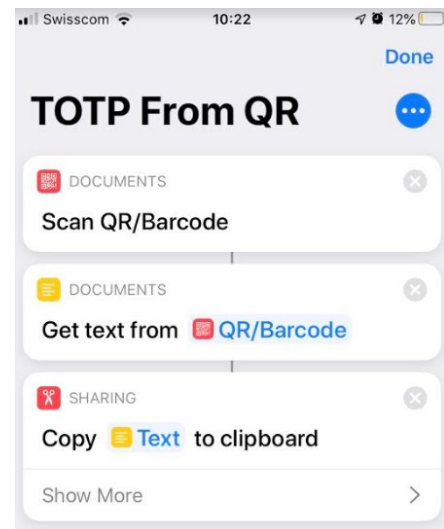 Swisscom 10:22 12%
Done
TOTP From QR
DOCUMENTS
Scan QR/Barcode
DOCUMENTS
Get text from QR/Barcode
SHARING
Copy Text to clipboard
Show More